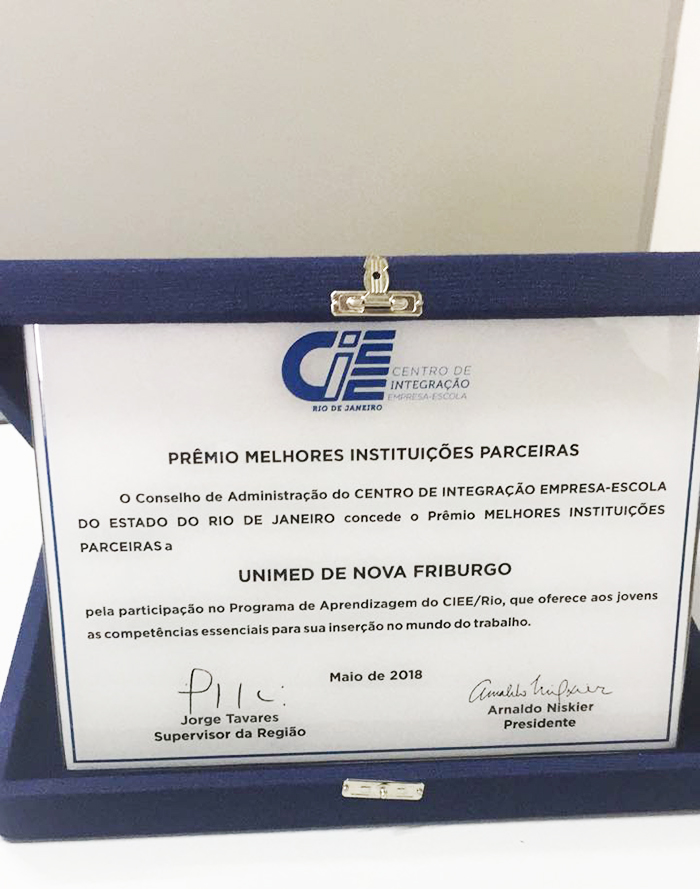 CIEE
RIO DE JANEIRO
CENTRO DE
INTEGRAÇÃO
EMPRESA-ESCOLA
PRÊMIO MELHORES INSTITUIÇÕES PARCEIRAS
O Conselho de Administração do CENTRO DE INTEGRAÇÃO EMPRESA-ESCOLA
DO ESTADO DO RIO DE JANEIRO concede o Prêmio MELHORES INSTITUIÇÕES
PARCEIRAS a
UNIMED DE NOVA FRIBURGO
pela participação no Programa de Aprendizagem do CIEE/Rio, que oferece aos jovens
as competências essenciais para sua inserção no mundo do trabalho.
Maio de 2018
Jorge Tavares
Supervisor da Região
Arnaldo Niskier
Arnaldo Niskier
Presidente